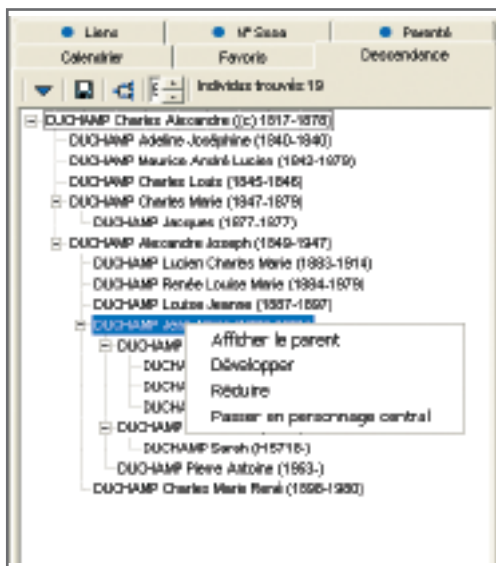 Liens N° Sosa Parenté
Calendrier Favoris Descendance
Individus trouvés: 19
DUCHAMP Charles Alexandre ((c) 1817-1878)
DUCHAMP Adeline Joséphine (1840-1840)
DUCHAMP Maurice André Lucien (1842-1879)
DUCHAMP Charles Louis (1845-1846)
DUCHAMP Charles Marie (1847-1879)
DUCHAMP Jacques (1877-1877)
DUCHAMP Alexandre Joseph (1849-1947)
DUCHAMP Lucien Charles Marie (1883-1914)
DUCHAMP Renée Louise Marie (1884-1979)
DUCHAMP Louise Jeanne (1887-1897)
DUCHAMP
Afficher le parent
DUCHAMP
Développer
DUCHA
DUCHA
Réduire
DUCHA
Passer en personnage central
DUCHAMP
DUCHAMP Sarah
DUCHAMP Pierre Antoine (1963-)
DUCHAMP Charles Marie René (1898-1980)